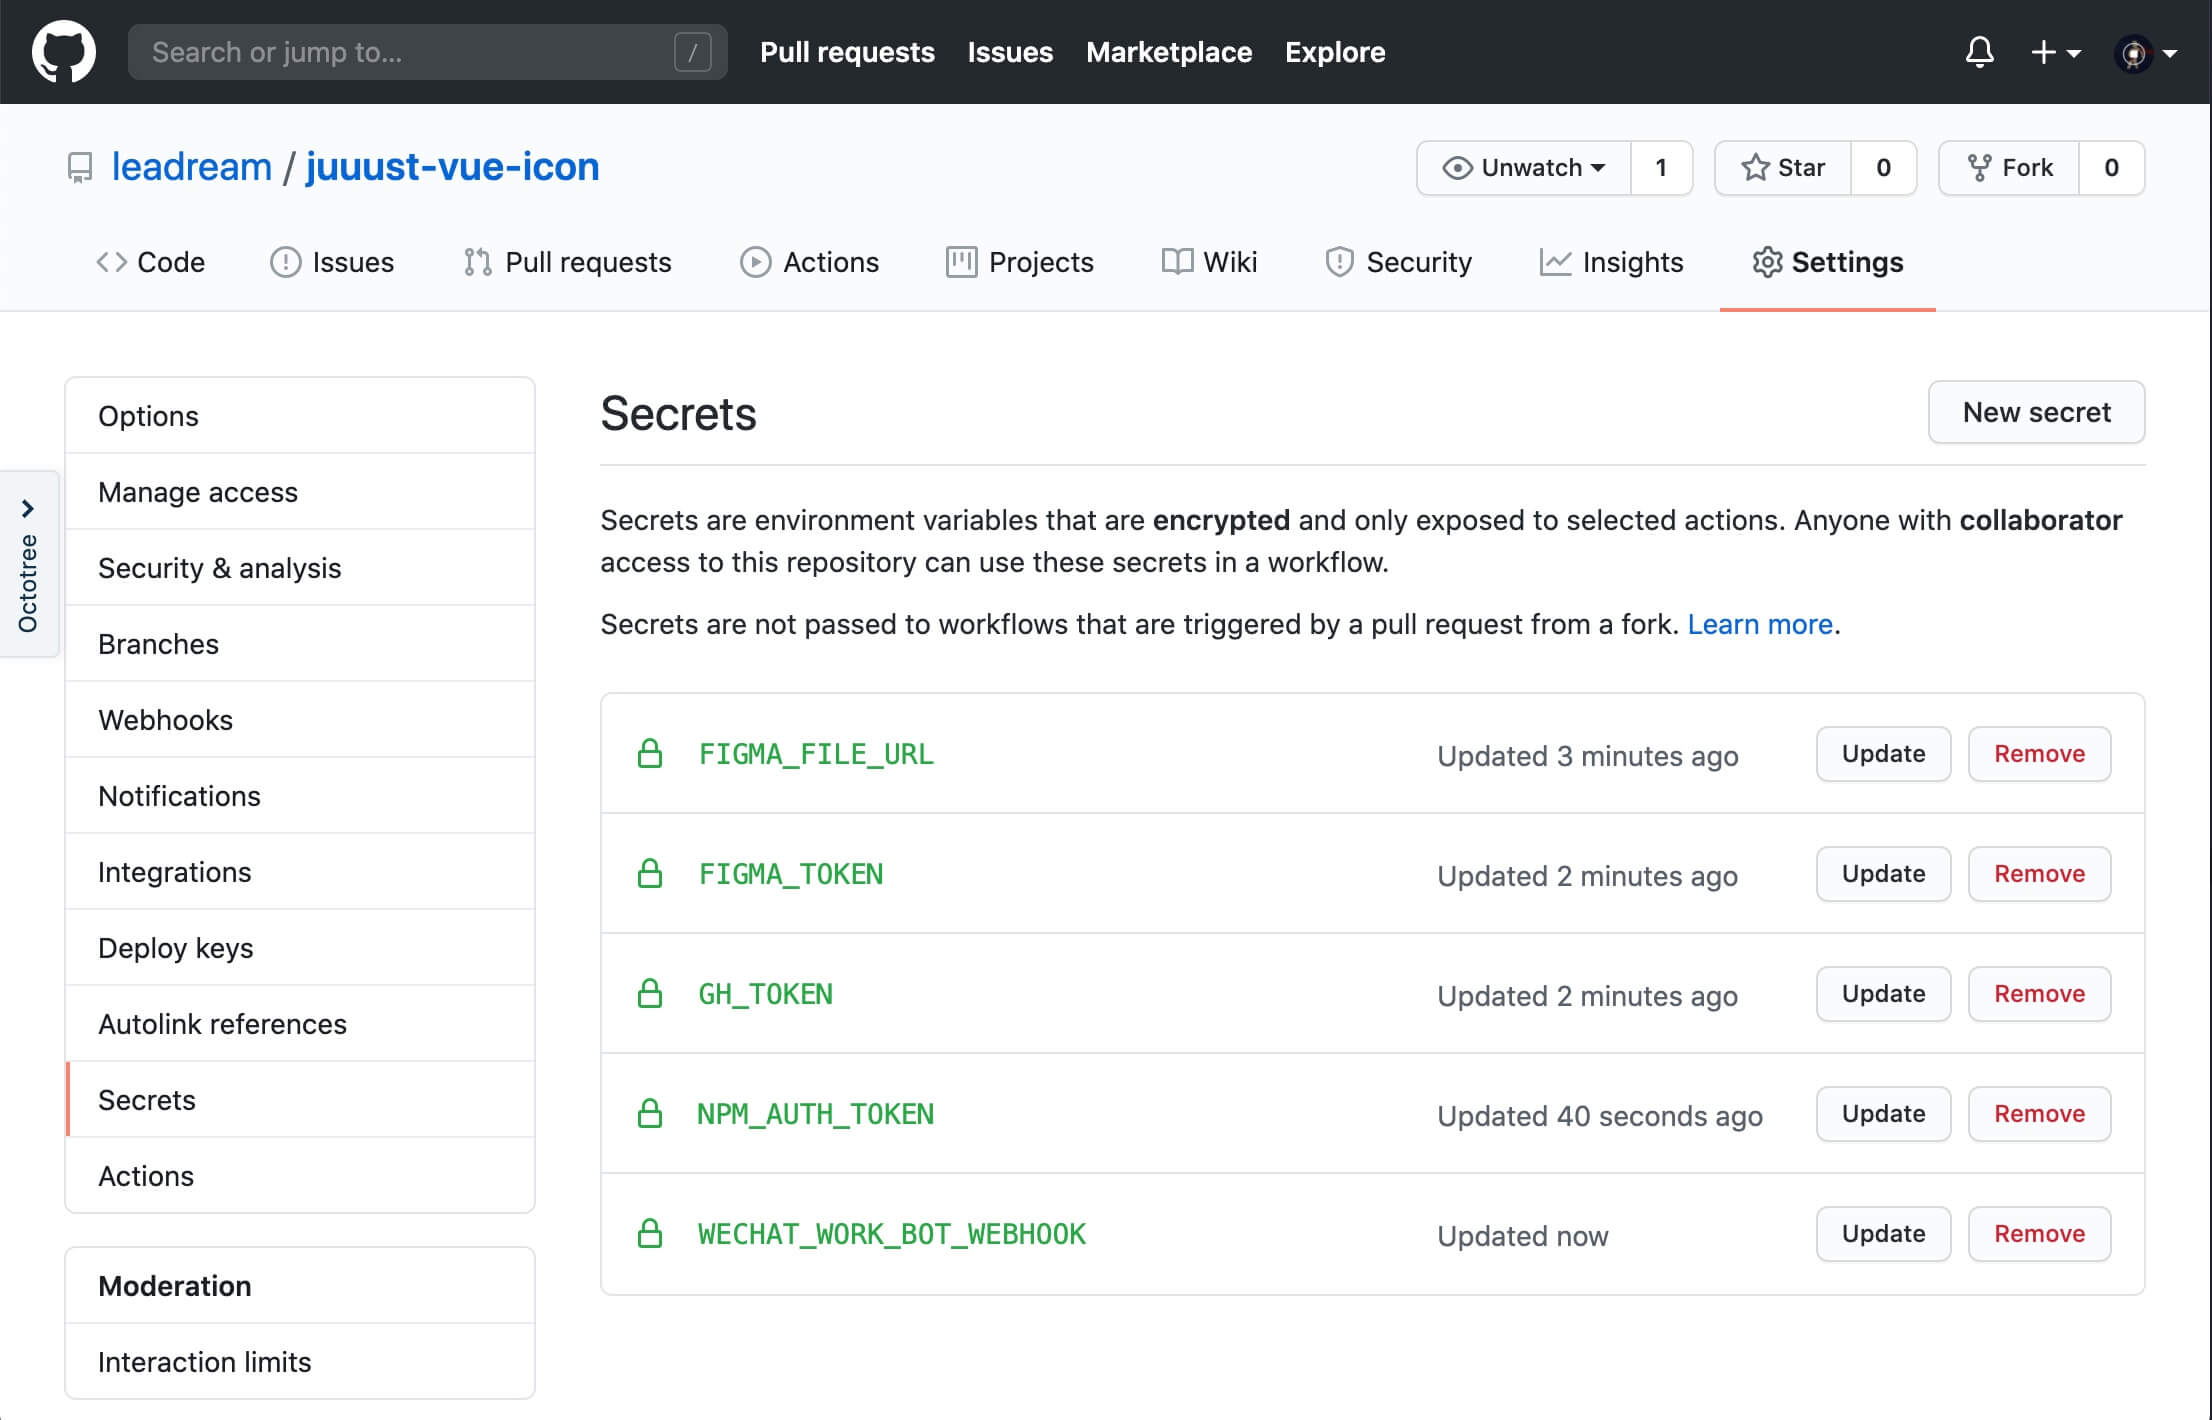 Search or jump to... /
Pull requests Issues Marketplace Explore
leadream / juuust-vue-icon
Unwatch 1 Star 0 Fork 0
Code Issues Pull requests Actions Projects Wiki Security Insights Settings
Octotree
Options
Manage access
Security & analysis
Branches
Webhooks
Notifications
Integrations
Deploy keys
Autolink references
Secrets
Actions
Moderation
Interaction limits
Secrets
New secret
Secrets are environment variables that are encrypted and only exposed to selected actions. Anyone with collaborator
access to this repository can use these secrets in a workflow.
Secrets are not passed to workflows that are triggered by a pull request from a fork. Learn more.
FIGMA_FILE_URL Updated 3 minutes ago Update Remove
FIGMA_TOKEN Updated 2 minutes ago Update Remove
GH_TOKEN Updated 2 minutes ago Update Remove
NPM_AUTH_TOKEN Updated 40 seconds ago Update Remove
WECHAT_WORK_BOT_WEBHOOK Updated now Update Remove